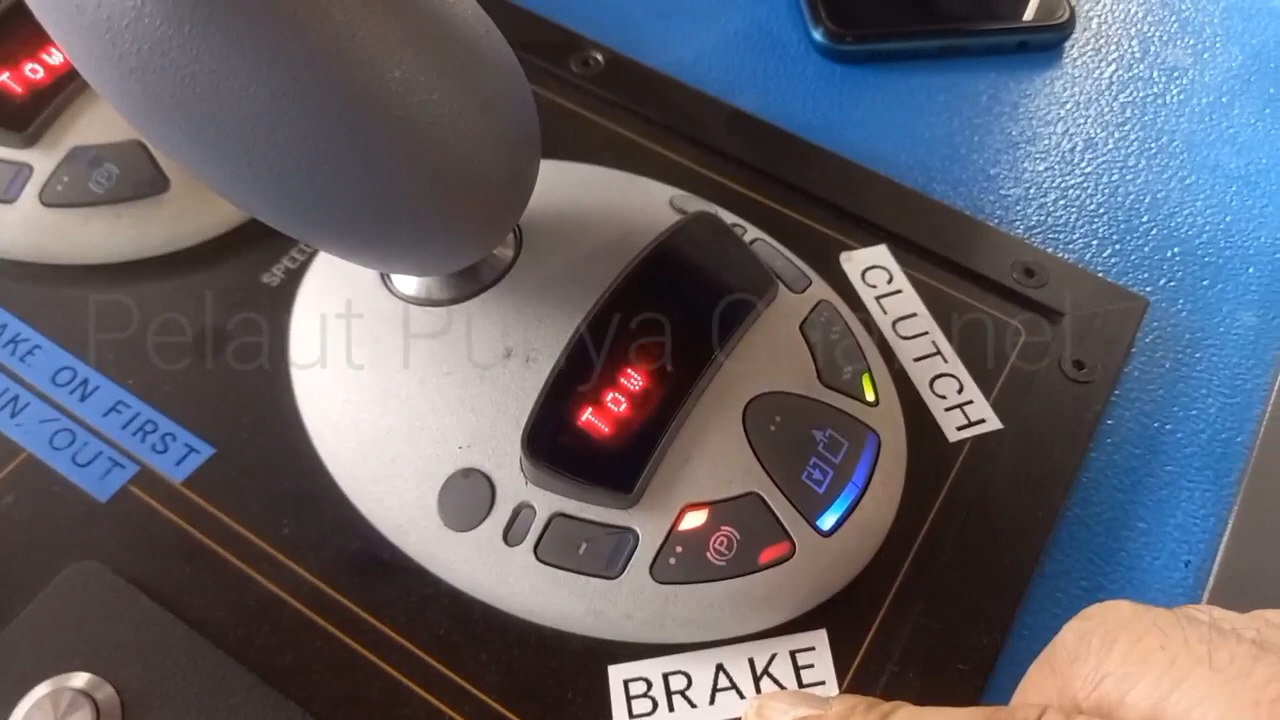 Tow
SPEED
CLUTCH
Pelaut Punya Channel
AKE ON FIRST
IN/OUT
Tow
P
P
BRAKE